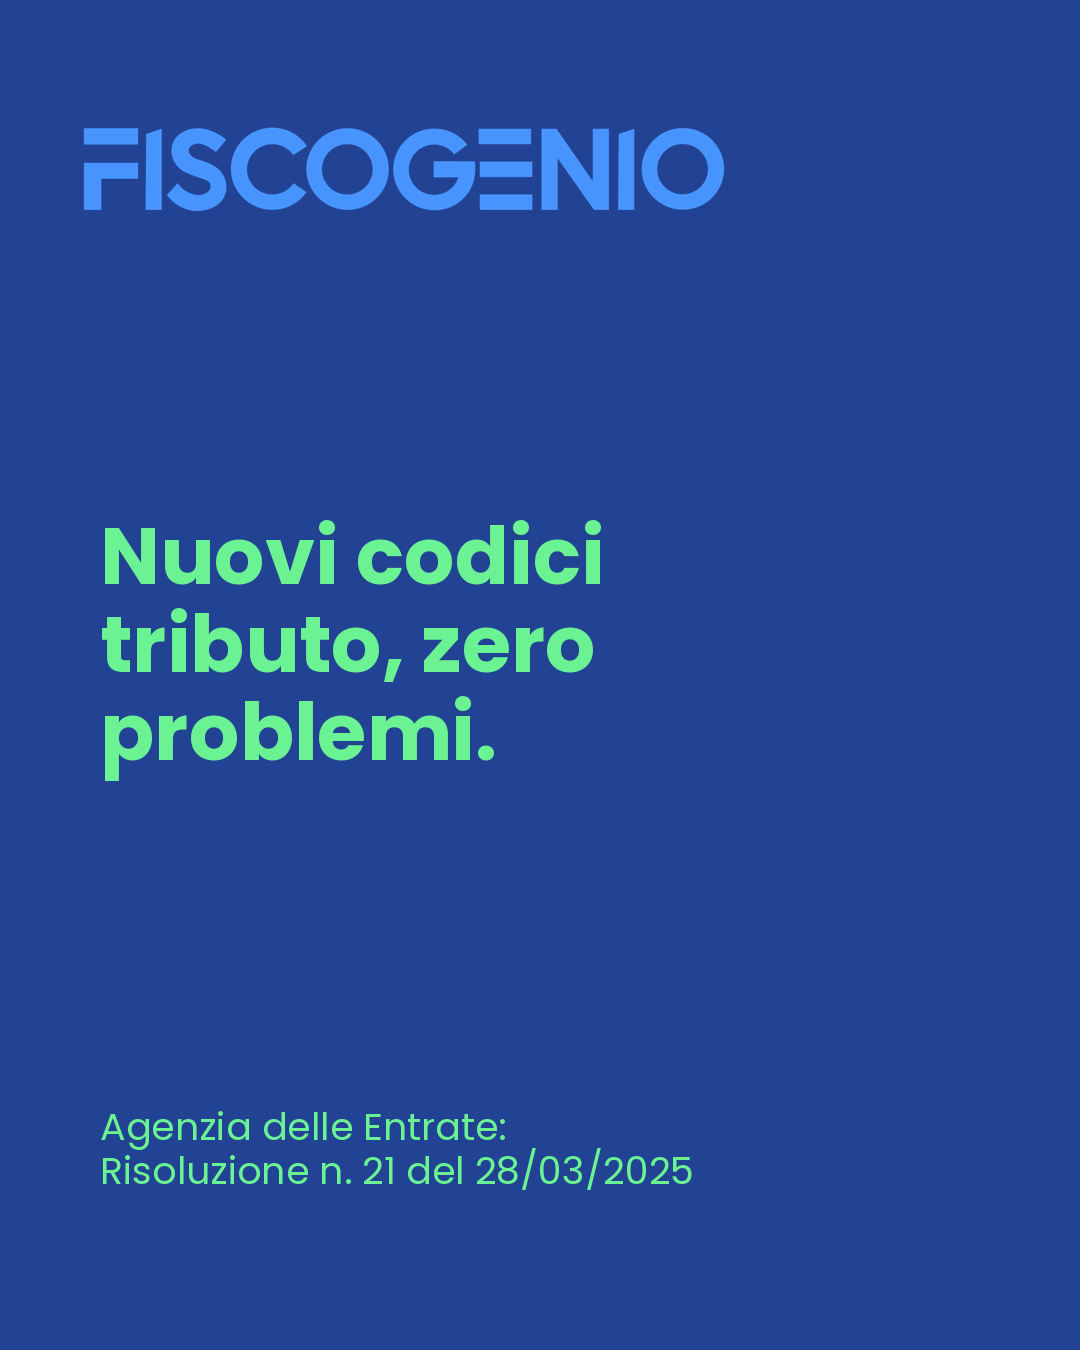 FISCOGENIO
Nuovi codici
tributo, zero
problemi.
Agenzia delle Entrate:
Risoluzione n. 21 del 28/03/2025